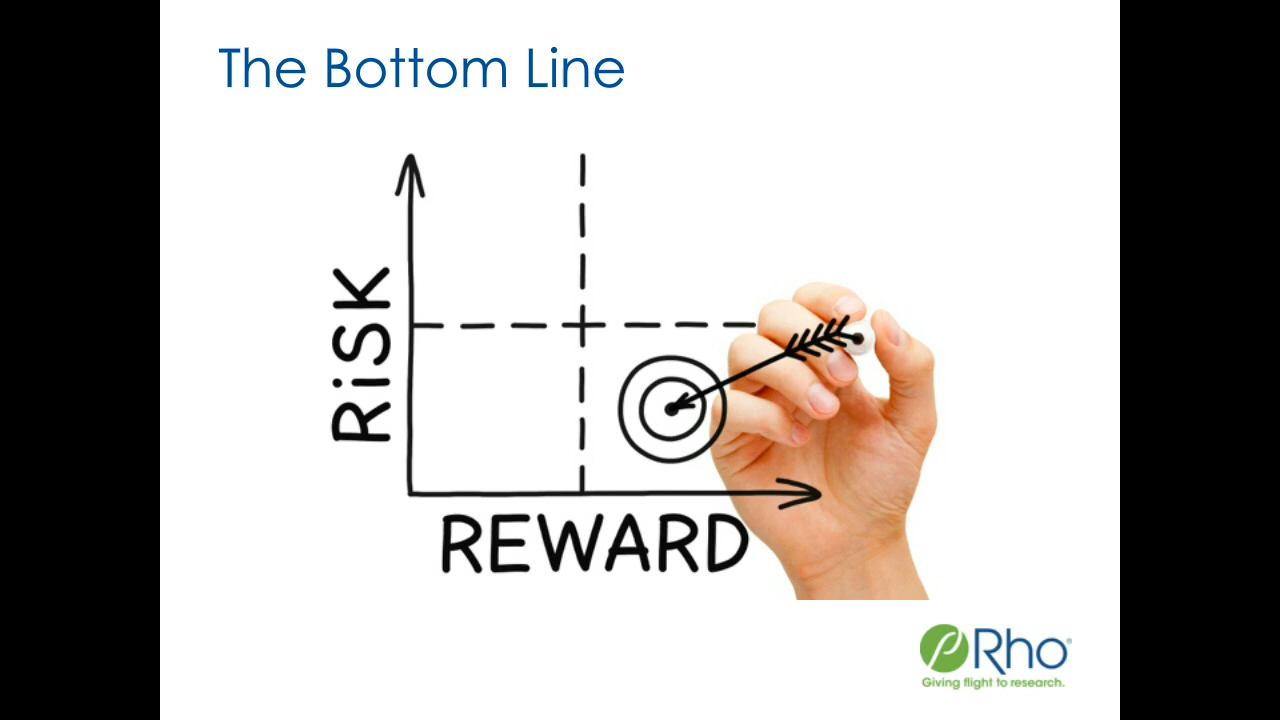 The Bottom Line
RiSK
REWARD
Rho®
Giving flight to research.